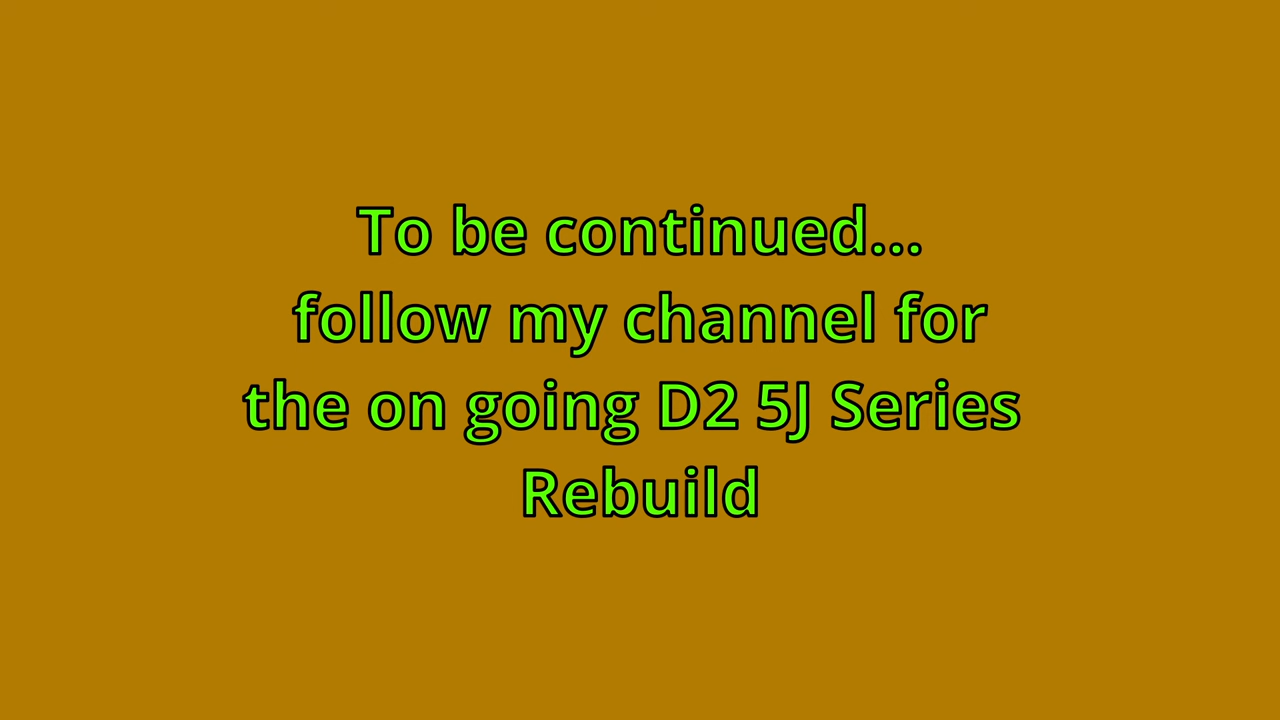 To be continued...
follow my channel for
the on going D2 5J Series
Rebuild